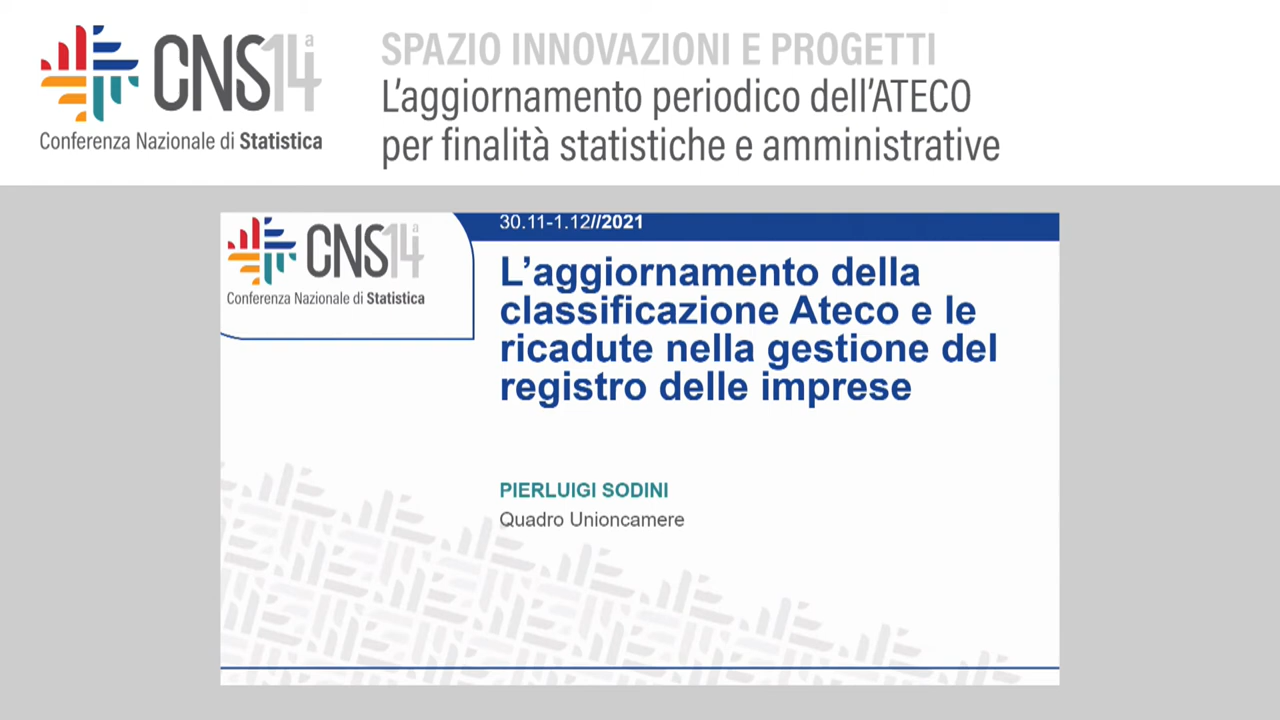 CNS14ª
Conferenza Nazionale di Statistica
SPAZIO INNOVAZIONI E PROGETTI
L'aggiornamento periodico dell'ATECO
per finalità statistiche e amministrative
CNS14ª
Conferenza Nazionale di Statistica
30.11-1.12//2021
L'aggiornamento della
classificazione Ateco e le
ricadute nella gestione del
registro delle imprese
PIERLUIGI SODINI
Quadro Unioncamere